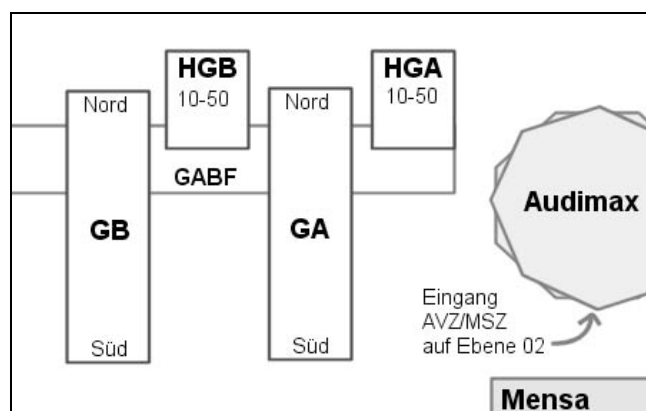 HGB
10-50
HGA
10-50
Nord
Nord
GABF
GB
GA
Audimax
Süd
Süd
Eingang
AVZ/MSZ
auf Ebene 02
Mensa